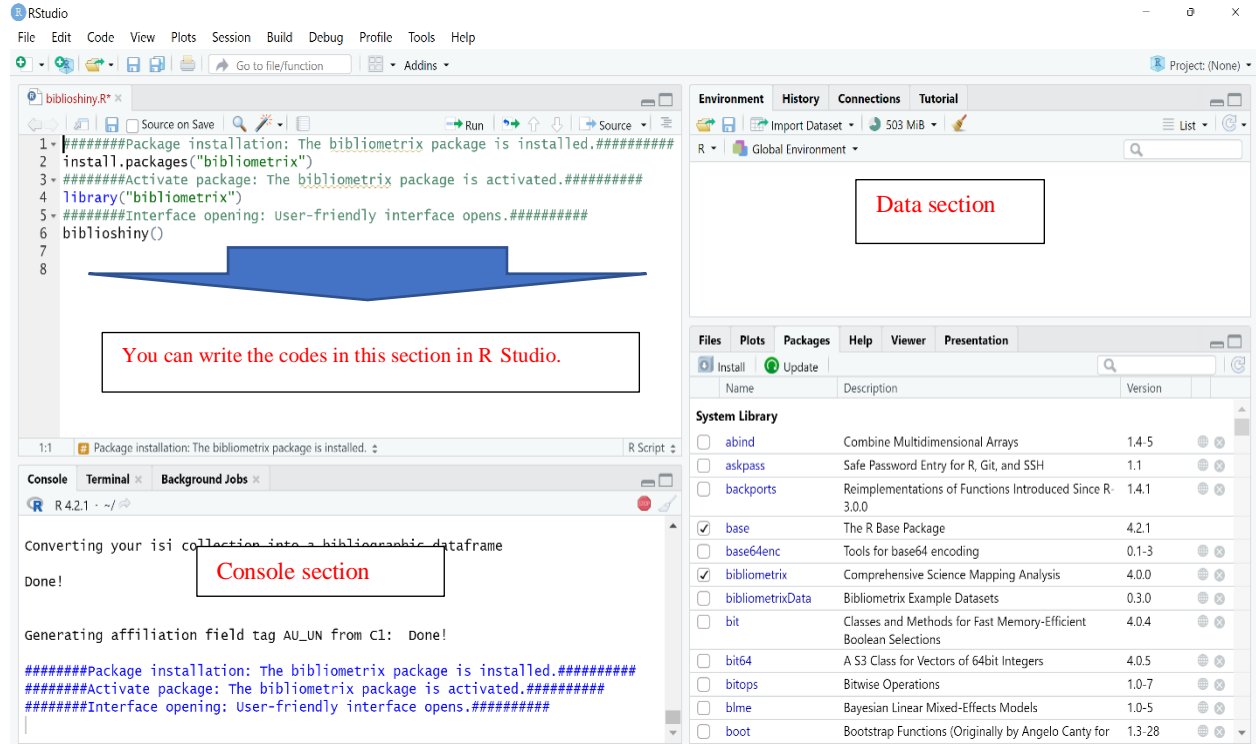 RStudio
File Edit Code View Plots Session Build Debug Profile Tools Help
Go to file/function Addins Project: (None)
biblioshiny.R*
Source on Save Run Source
1 ########Package installation: The bibliometrix package is installed.##########
2 install.packages("bibliometrix")
3 ########Activate package: The bibliometrix package is activated.##########
4 library("bibliometrix")
5 ########Interface opening: User-friendly interface opens.##########
6 biblioshiny()
7
8
You can write the codes in this section in R Studio.
1:1 # Package installation: The bibliometrix package is installed. R Script
Console Terminal Background Jobs
R 4.2.1 · ~/
Converting your isi collection into a bibliographic dataframe
Console section
Done!
Generating affiliation field tag AU_UN from C1: Done!
########Package installation: The bibliometrix package is installed.##########
########Activate package: The bibliometrix package is activated.##########
########Interface opening: User-friendly interface opens.##########
Environment History Connections Tutorial
Import Dataset 503 MiB List
R Global Environment
Data section
Files Plots Packages Help Viewer Presentation
Install Update
Name Description Version
System Library
abind Combine Multidimensional Arrays 1.4-5
askpass Safe Password Entry for R, Git, and SSH 1.1
backports Reimplementations of Functions Introduced Since R- 1.4.1
3.0.0
base The R Base Package 4.2.1
base64enc Tools for base64 encoding 0.1-3
bibliometrix Comprehensive Science Mapping Analysis 4.0.0
bibliometrixData Bibliometrix Example Datasets 0.3.0
bit Classes and Methods for Fast Memory-Efficient 4.0.4
Boolean Selections
bit64 A S3 Class for Vectors of 64bit Integers 4.0.5
bitops Bitwise Operations 1.0-7
blme Bayesian Linear Mixed-Effects Models 1.0-5
boot Bootstrap Functions (Originally by Angelo Canty for 1.3-28